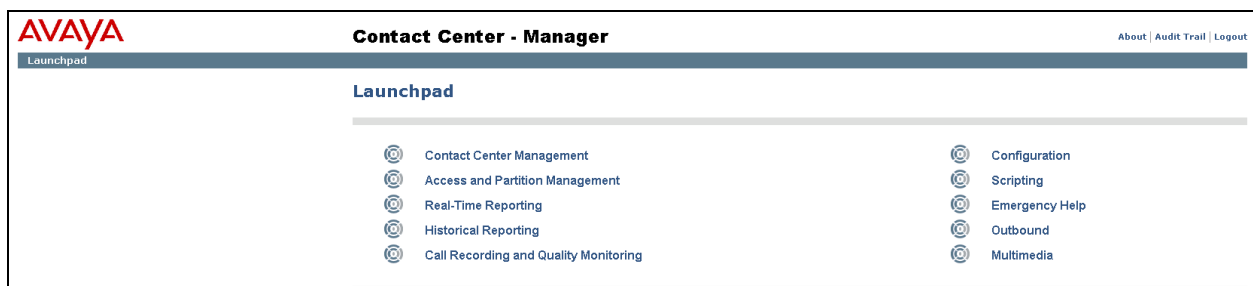 AVAYA
Contact Center - Manager
About | Audit Trail | Logout
Launchpad
Launchpad
Contact Center Management
Access and Partition Management
Real-Time Reporting
Historical Reporting
Call Recording and Quality Monitoring
Configuration
Scripting
Emergency Help
Outbound
Multimedia